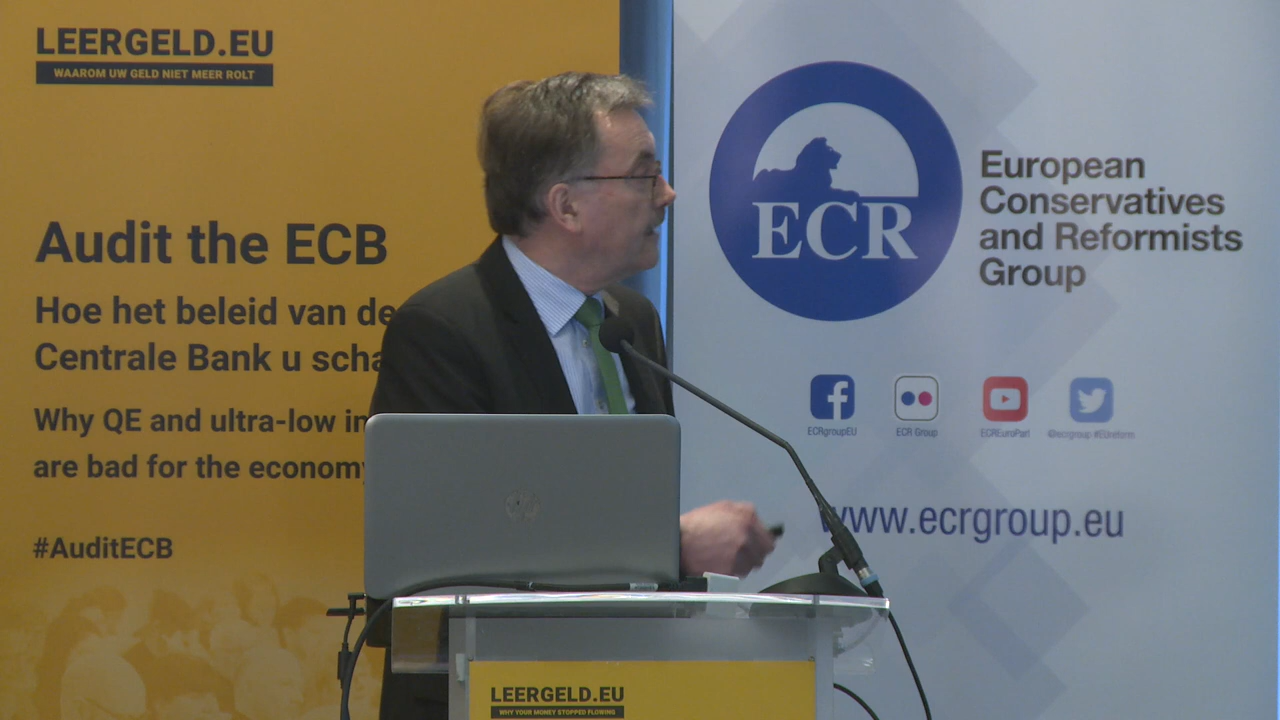 LEERGELD.EU
WAAROM UW GELD NIET MEER ROLT
Audit the ECB
Hoe het beleid van de
Centrale Bank u scha
Why QE and ultra-low in
are bad for the economy
#AuditECB
ECR
European
Conservatives
and Reformists
Group
ECRgroupEU
ECR Group
ECREuroParl
@ecrgroup #EUreform
www.ecrgroup.eu
LEERGELD.EU
WHY YOUR MONEY STOPPED FLOWING